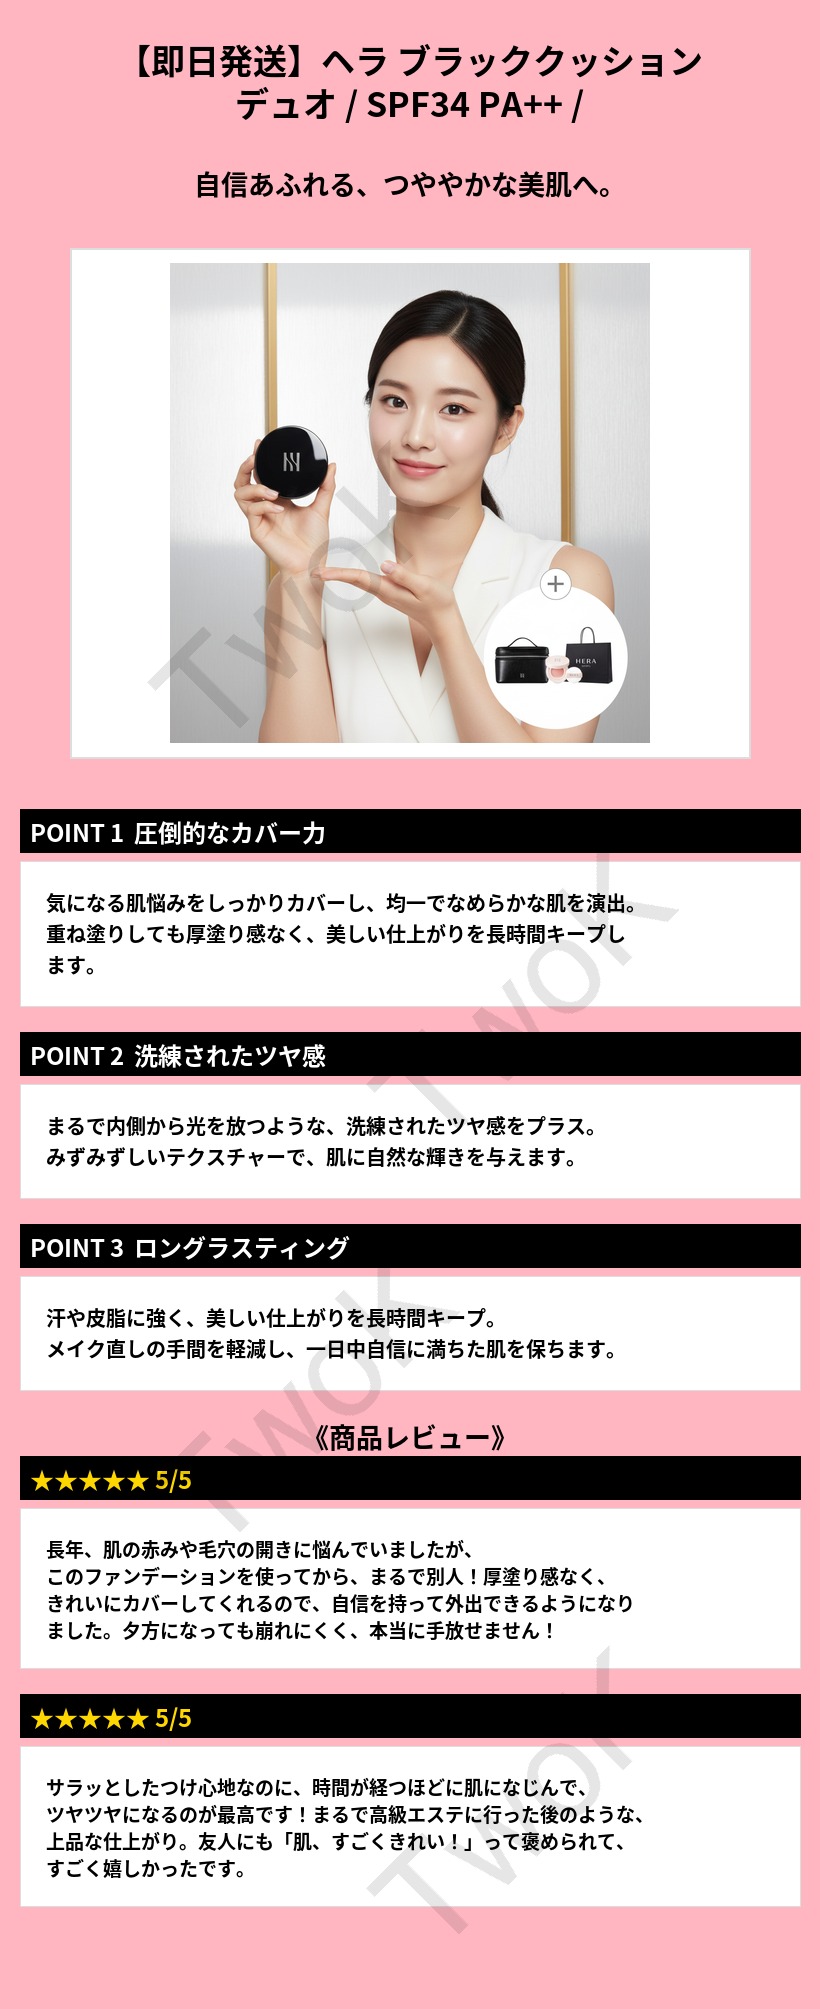 【即日発送】ヘラ ブラッククッション
デュオ / SPF34 PA++ /
自信あふれる、つややかな美肌へ。
HERA
POINT 1 圧倒的なカバー力
気になる肌悩みをしっかりカバーし、均一でなめらかな肌を演出。
重ね塗りしても厚塗り感なく、美しい仕上がりを長時間キープし
ます。
POINT 2 洗練されたツヤ感
まるで内側から光を放つような、洗練されたツヤ感をプラス。
みずみずしいテクスチャーで、肌に自然な輝きを与えます。
POINT 3 ロングラスティング
汗や皮脂に強く、美しい仕上がりを長時間キープ。
メイク直しの手間を軽減し、一日中自信に満ちた肌を保ちます。
《商品レビュー》
★★★★★ 5/5
長年、肌の赤みや毛穴の開きに悩んでいましたが、
このファンデーションを使ってから、まるで別人！厚塗り感なく、
きれいにカバーしてくれるので、自信を持って外出できるようになり
ました。夕方になっても崩れにくく、本当に手放せません！
★★★★★ 5/5
サラッとしたつけ心地なのに、時間が経つほどに肌になじんで、
ツヤツヤになるのが最高です！まるで高級エステに行った後のような、
上品な仕上がり。友人にも「肌、すごくきれい！」って褒められて、
すごく嬉しかったです。
TwoK
TwoK
TwoK
TwoK